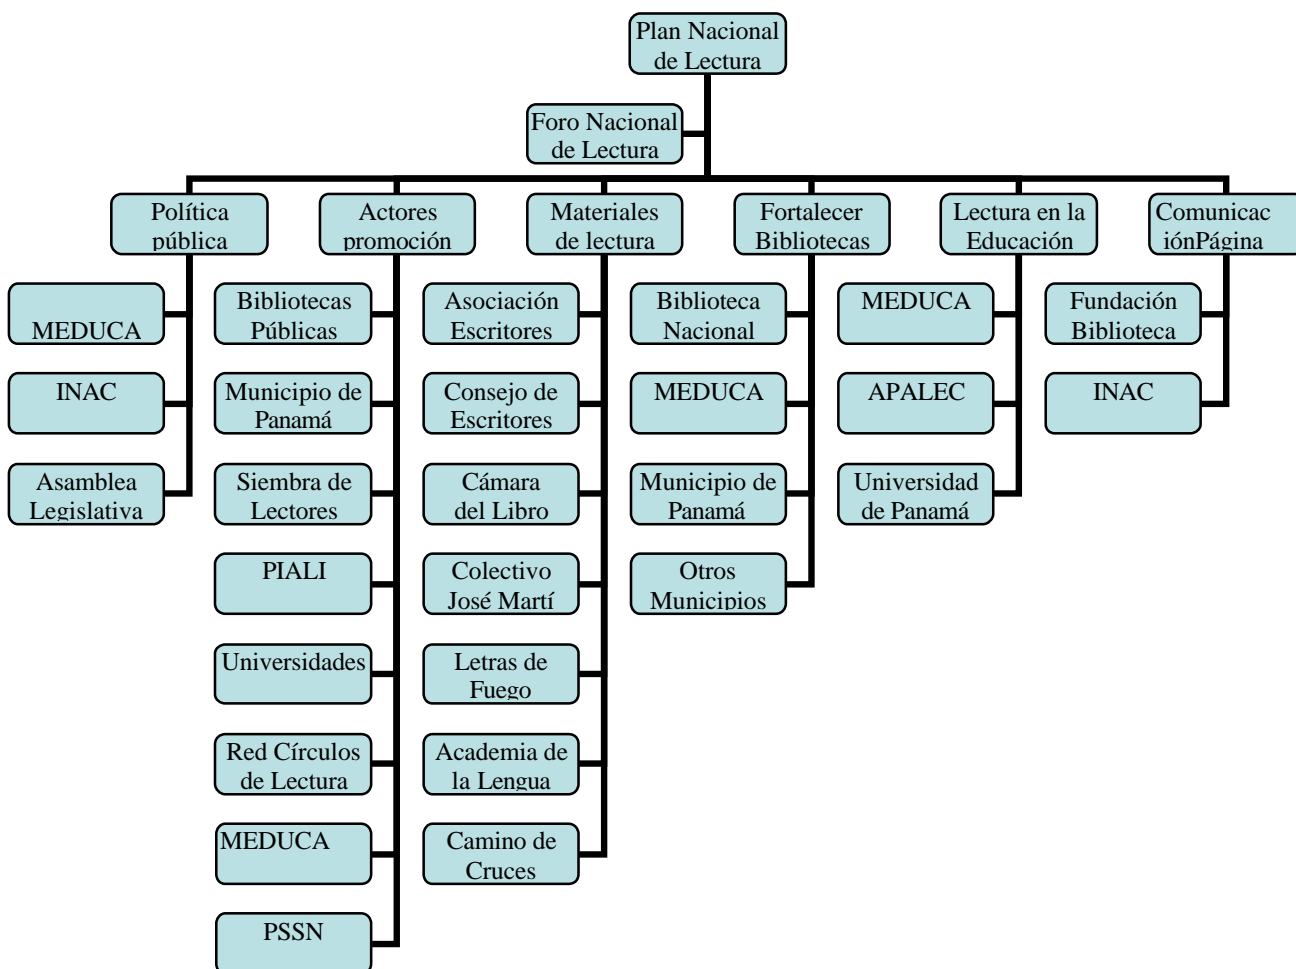 Plan Nacional
de Lectura
Foro Nacional
de Lectura
Política
pública
Actores
promoción
Materiales
de lectura
Fortalecer
Bibliotecas
Lectura en la
Educación
Comunicac
iónPágina
MEDUCA
INAC
Asamblea
Legislativa
Bibliotecas
Públicas
Municipio de
Panamá
Siembra de
Lectores
PIALI
Universidades
Red Círculos
de Lectura
MEDUCA
PSSN
Asociación
Escritores
Consejo de
Escritores
Cámara
del Libro
Colectivo
José Martí
Letras de
Fuego
Academia de
la Lengua
Camino de
Cruces
Biblioteca
Nacional
MEDUCA
Municipio de
Panamá
Otros
Municipios
MEDUCA
APALEC
Universidad
de Panamá
Fundación
Biblioteca
INAC